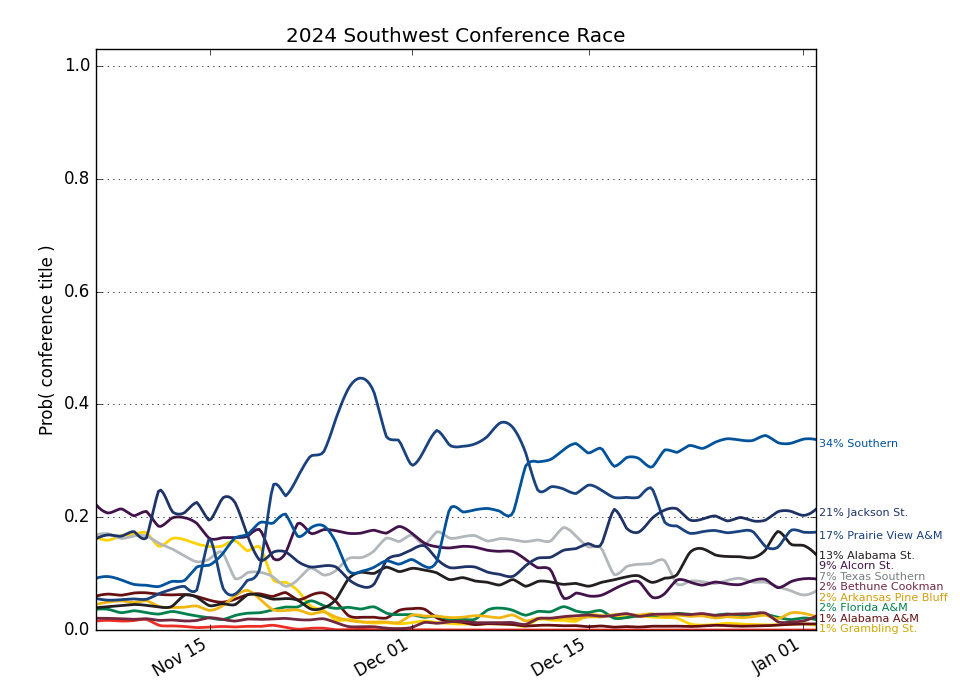 2024 Southwest Conference Race
Prob( conference title )
1.0
0.8
0.6
0.4
0.2
0.0
Nov 15
Dec 01
Dec 15
Jan 01
34% Southern
21% Jackson St.
17% Prairie View A&M
13% Alabama St.
9% Alcorn St.
7% Texas Southern
2% Bethune Cookman
2% Arkansas Pine Bluff
2% Florida A&M
1% Alabama A&M
1% Grambling St.